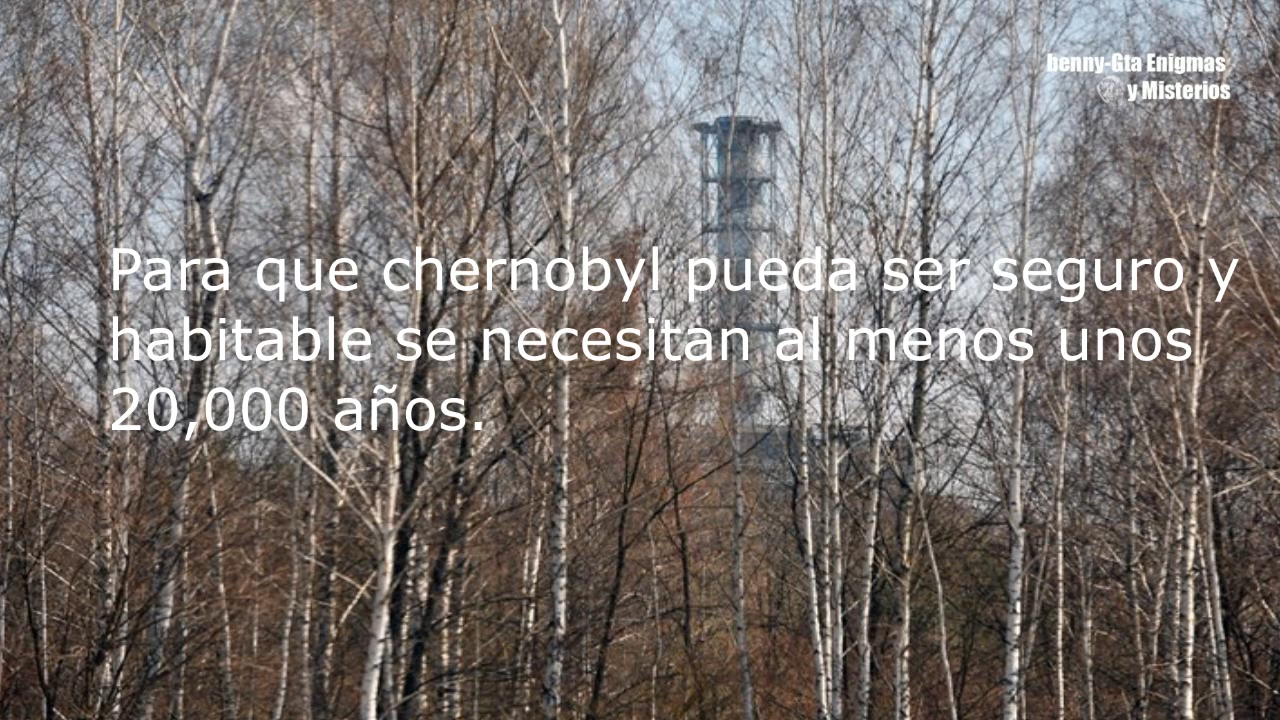 benny-Gta Enigmas
y Misterios
Para que chernobyl pueda ser seguro y
habitable se necesitan al menos unos
20,000 años.